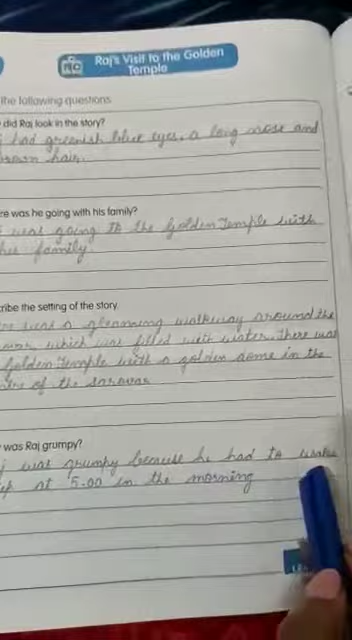 Raj's Visit to the Golden
Temple
the following questions
did Raj look in the story?
had greenish blue eyes, a long nose and
brown hair.
re was he going with his family?
was going to the Golden Temple with
his family
cribe the setting of the story.
was a gleamming walkway around the
which was filled with water. There was
Golden Temple with a golden dome in the
of the sarovar
was Raj grumpy?
was grumpy because he had to wake
up at 5.00 in the morning